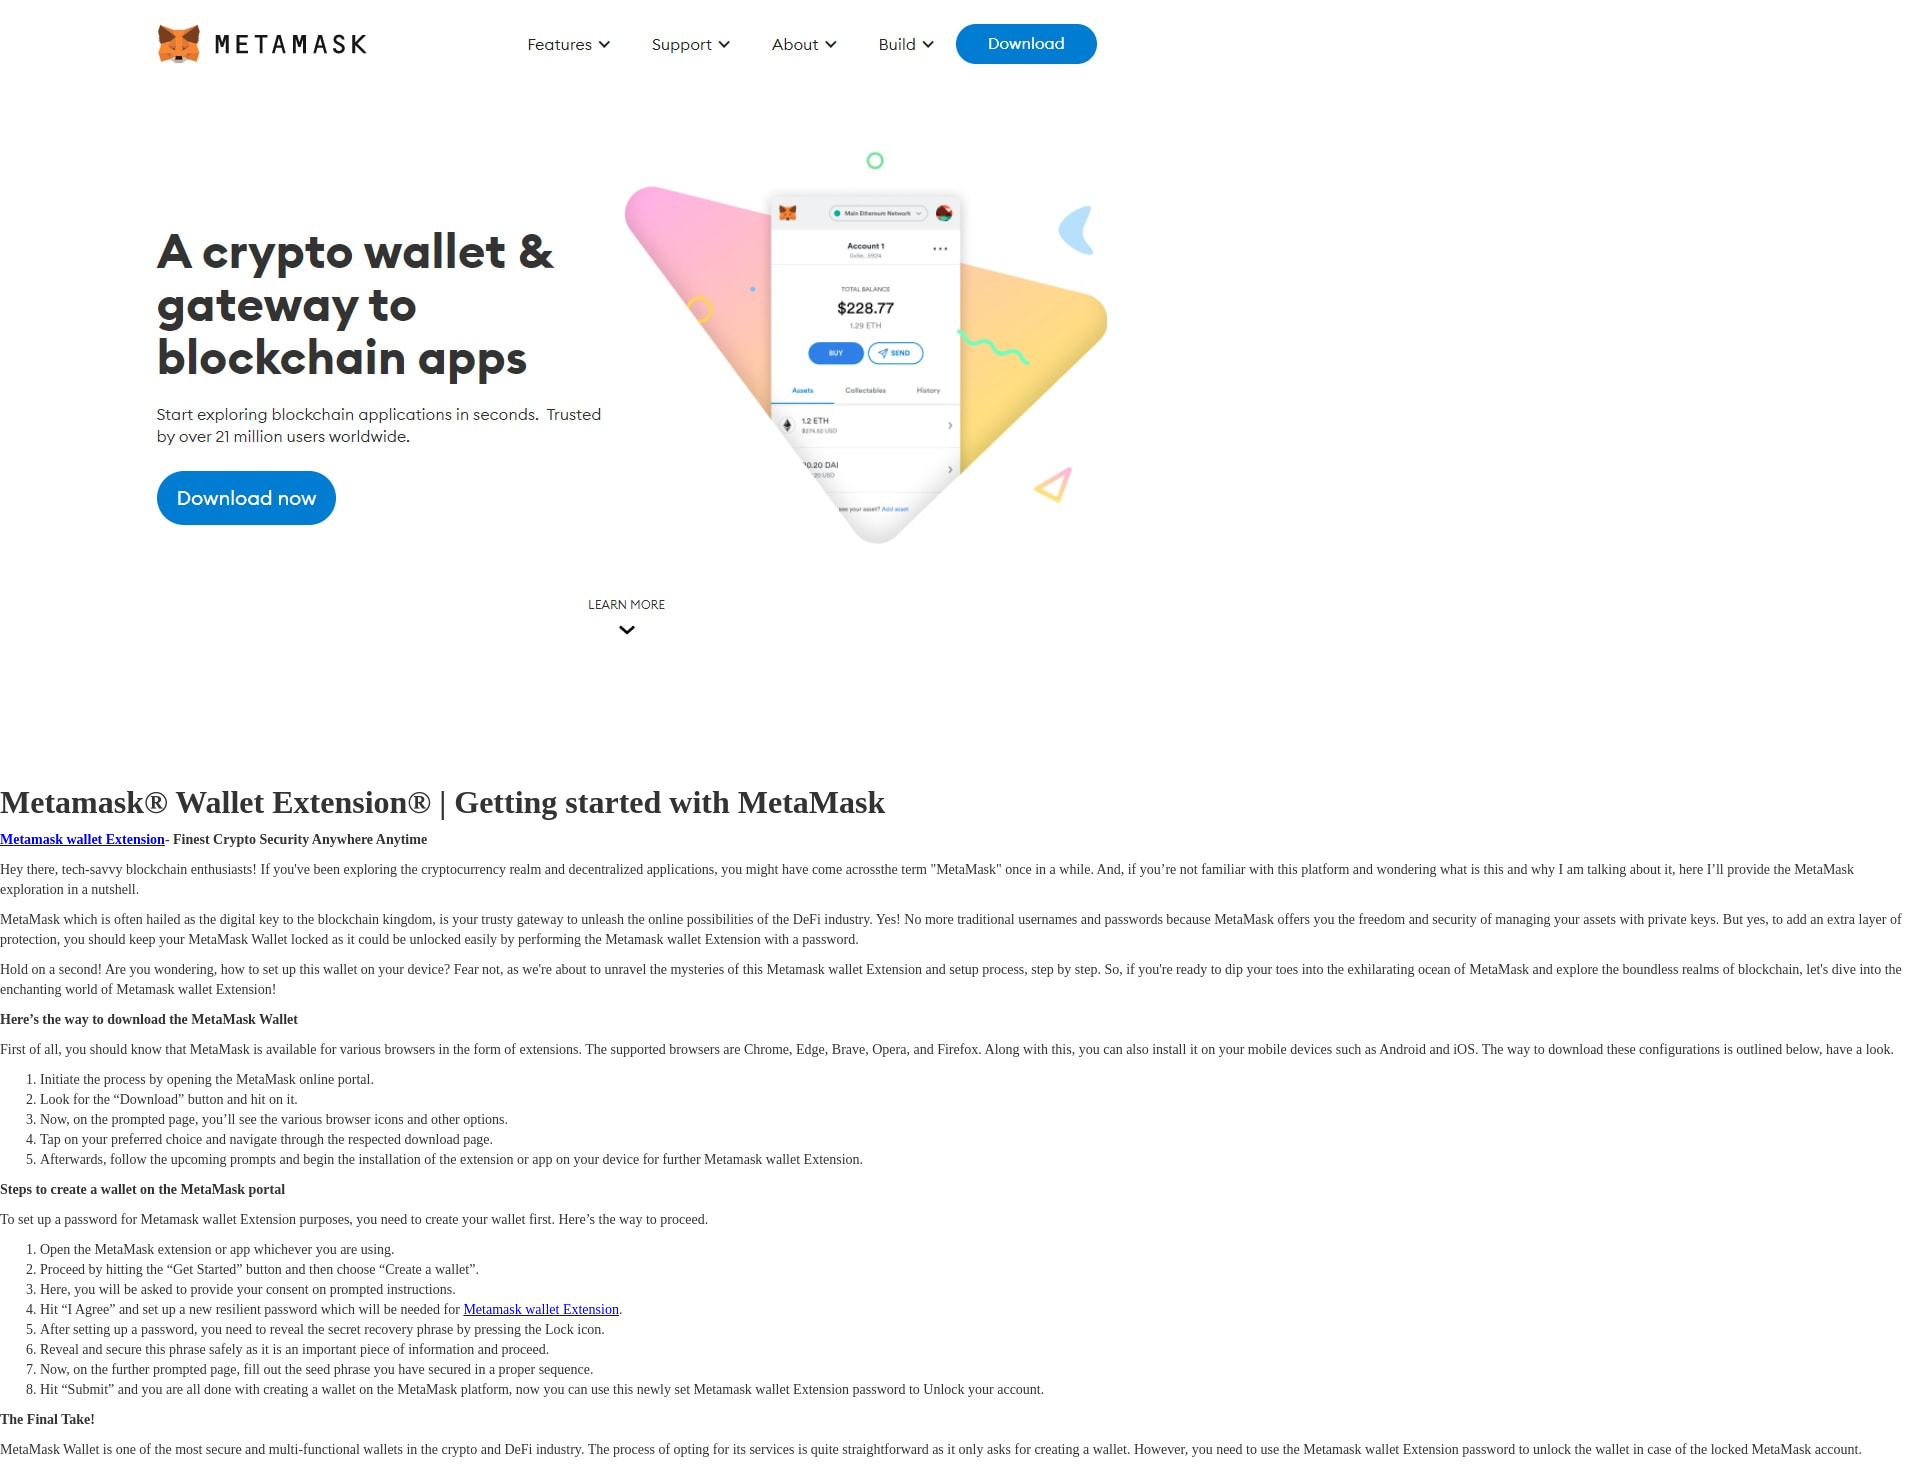 METAMASK
Features
Support
About
Build
Download
A crypto wallet &
gateway to
blockchain apps
Start exploring blockchain applications in seconds.  Trusted
by over 21 million users worldwide.
Download now
Main Ethereum Network
Account 1
TOTAL BALANCE
$228.77
1.29 ETH
BUY
SEND
Assets
Collectables
History
1.2 ETH
$274.52 USD
0.20 DAI
20 USD
see your asset? Add asset
LEARN MORE
Metamask® Wallet Extension® | Getting started with MetaMask
Metamask wallet Extension- Finest Crypto Security Anywhere Anytime
Hey there, tech-savvy blockchain enthusiasts! If you've been exploring the cryptocurrency realm and decentralized applications, you might have come acrossthe term "MetaMask" once in a while. And, if you’re not familiar with this platform and wondering what is this and why I am talking about it, here I’ll provide the MetaMask
exploration in a nutshell.
MetaMask which is often hailed as the digital key to the blockchain kingdom, is your trusty gateway to unleash the online possibilities of the DeFi industry. Yes! No more traditional usernames and passwords because MetaMask offers you the freedom and security of managing your assets with private keys. But yes, to add an extra layer of
protection, you should keep your MetaMask Wallet locked as it could be unlocked easily by performing the Metamask wallet Extension with a password.
Hold on a second! Are you wondering, how to set up this wallet on your device? Fear not, as we're about to unravel the mysteries of this Metamask wallet Extension and setup process, step by step. So, if you're ready to dip your toes into the exhilarating ocean of MetaMask and explore the boundless realms of blockchain, let's dive into the
enchanting world of Metamask wallet Extension!
Here’s the way to download the MetaMask Wallet
First of all, you should know that MetaMask is available for various browsers in the form of extensions. The supported browsers are Chrome, Edge, Brave, Opera, and Firefox. Along with this, you can also install it on your mobile devices such as Android and iOS. The way to download these configurations is outlined below, have a look.
1. Initiate the process by opening the MetaMask online portal.
2. Look for the “Download” button and hit on it.
3. Now, on the prompted page, you’ll see the various browser icons and other options.
4. Tap on your preferred choice and navigate through the respected download page.
5. Afterwards, follow the upcoming prompts and begin the installation of the extension or app on your device for further Metamask wallet Extension.
Steps to create a wallet on the MetaMask portal
To set up a password for Metamask wallet Extension purposes, you need to create your wallet first. Here’s the way to proceed.
1. Open the MetaMask extension or app whichever you are using.
2. Proceed by hitting the “Get Started” button and then choose “Create a wallet”.
3. Here, you will be asked to provide your consent on prompted instructions.
4. Hit “I Agree” and set up a new resilient password which will be needed for Metamask wallet Extension.
5. After setting up a password, you need to reveal the secret recovery phrase by pressing the Lock icon.
6. Reveal and secure this phrase safely as it is an important piece of information and proceed.
7. Now, on the further prompted page, fill out the seed phrase you have secured in a proper sequence.
8. Hit “Submit” and you are all done with creating a wallet on the MetaMask platform, now you can use this newly set Metamask wallet Extension password to Unlock your account.
The Final Take!
MetaMask Wallet is one of the most secure and multi-functional wallets in the crypto and DeFi industry. The process of opting for its services is quite straightforward as it only asks for creating a wallet. However, you need to use the Metamask wallet Extension password to unlock the wallet in case of the locked MetaMask account.